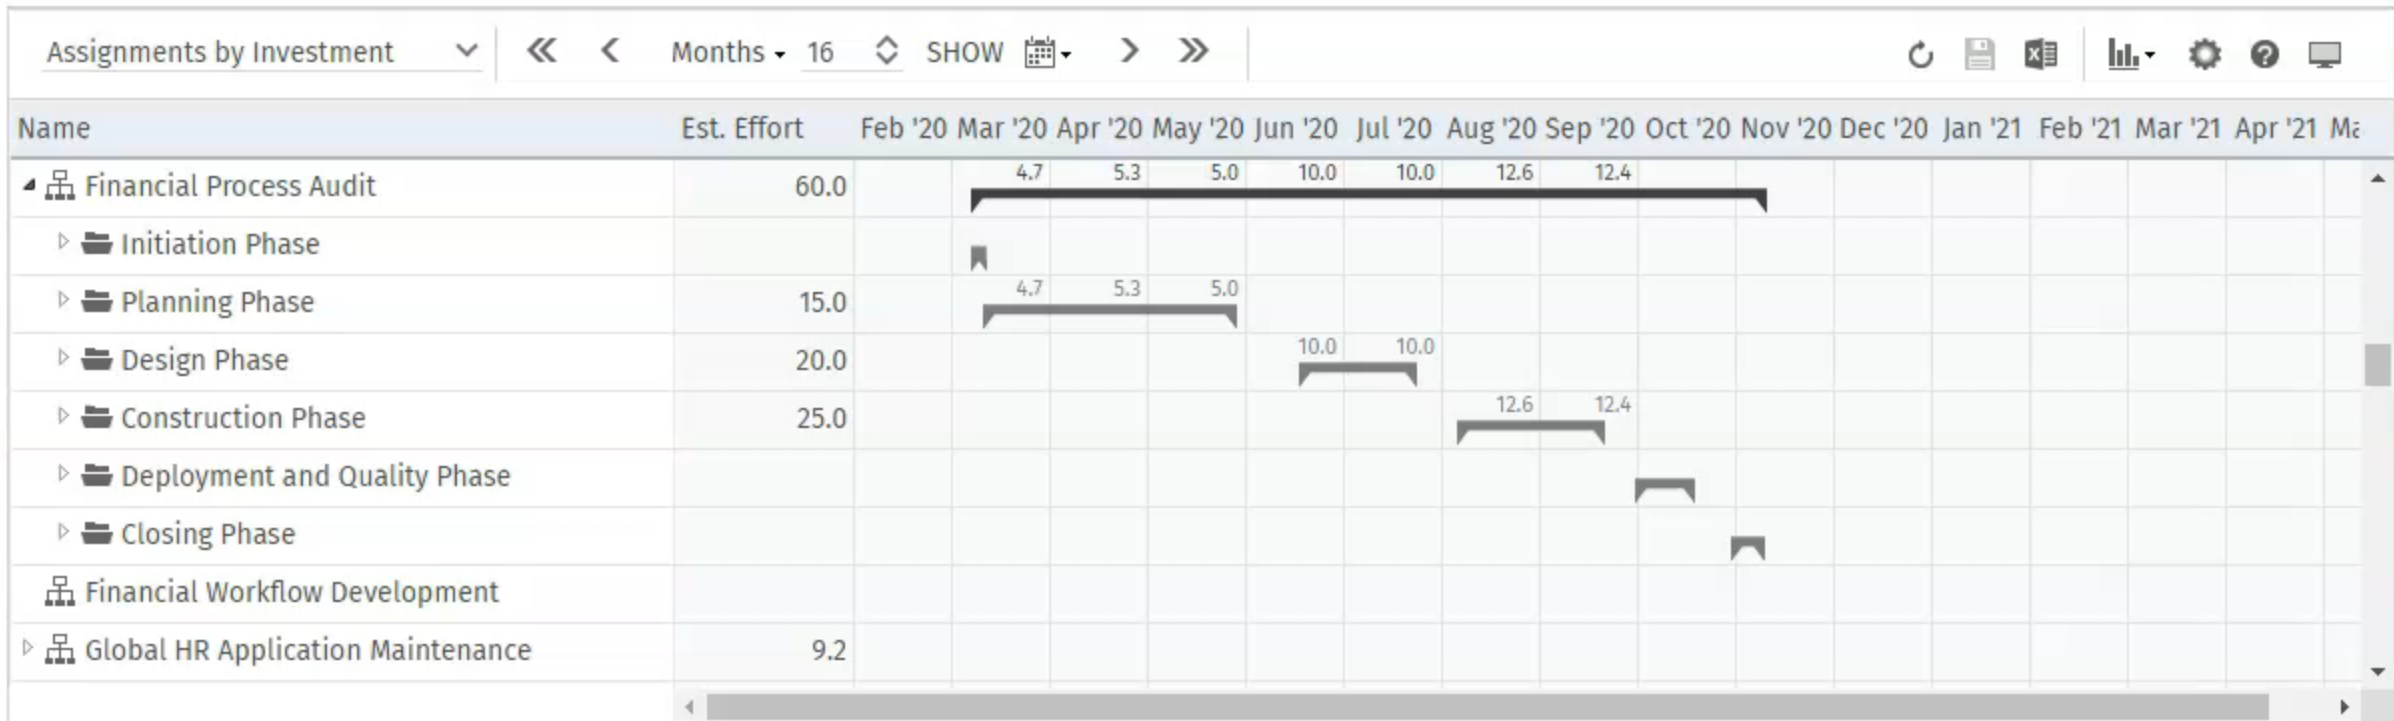 Assignments by Investment Months 16 SHOW
Name Est. Effort Feb '20 Mar '20 Apr '20 May '20 Jun '20 Jul '20 Aug '20 Sep '20 Oct '20 Nov '20 Dec '20 Jan '21 Feb '21 Mar '21 Apr '21 Ma
Financial Process Audit 60.0 4.7 5.3 5.0 10.0 10.0 12.6 12.4
Initiation Phase
Planning Phase 15.0 4.7 5.3 5.0
Design Phase 20.0 10.0 10.0
Construction Phase 25.0 12.6 12.4
Deployment and Quality Phase
Closing Phase
Financial Workflow Development
Global HR Application Maintenance 9.2